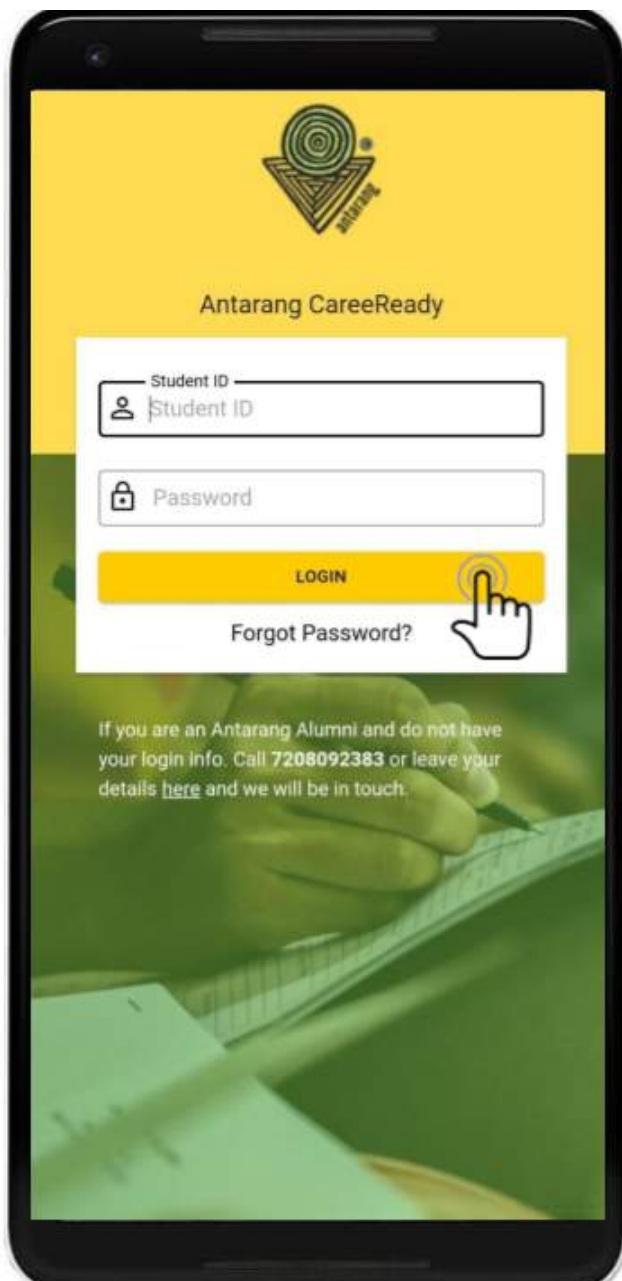 antarang
Antarang CareeReady
Student ID
Student ID
Password
LOGIN
Forgot Password?
If you are an Antarang Alumni and do not have
your login info. Call 7208092383 or leave your
details here and we will be in touch.